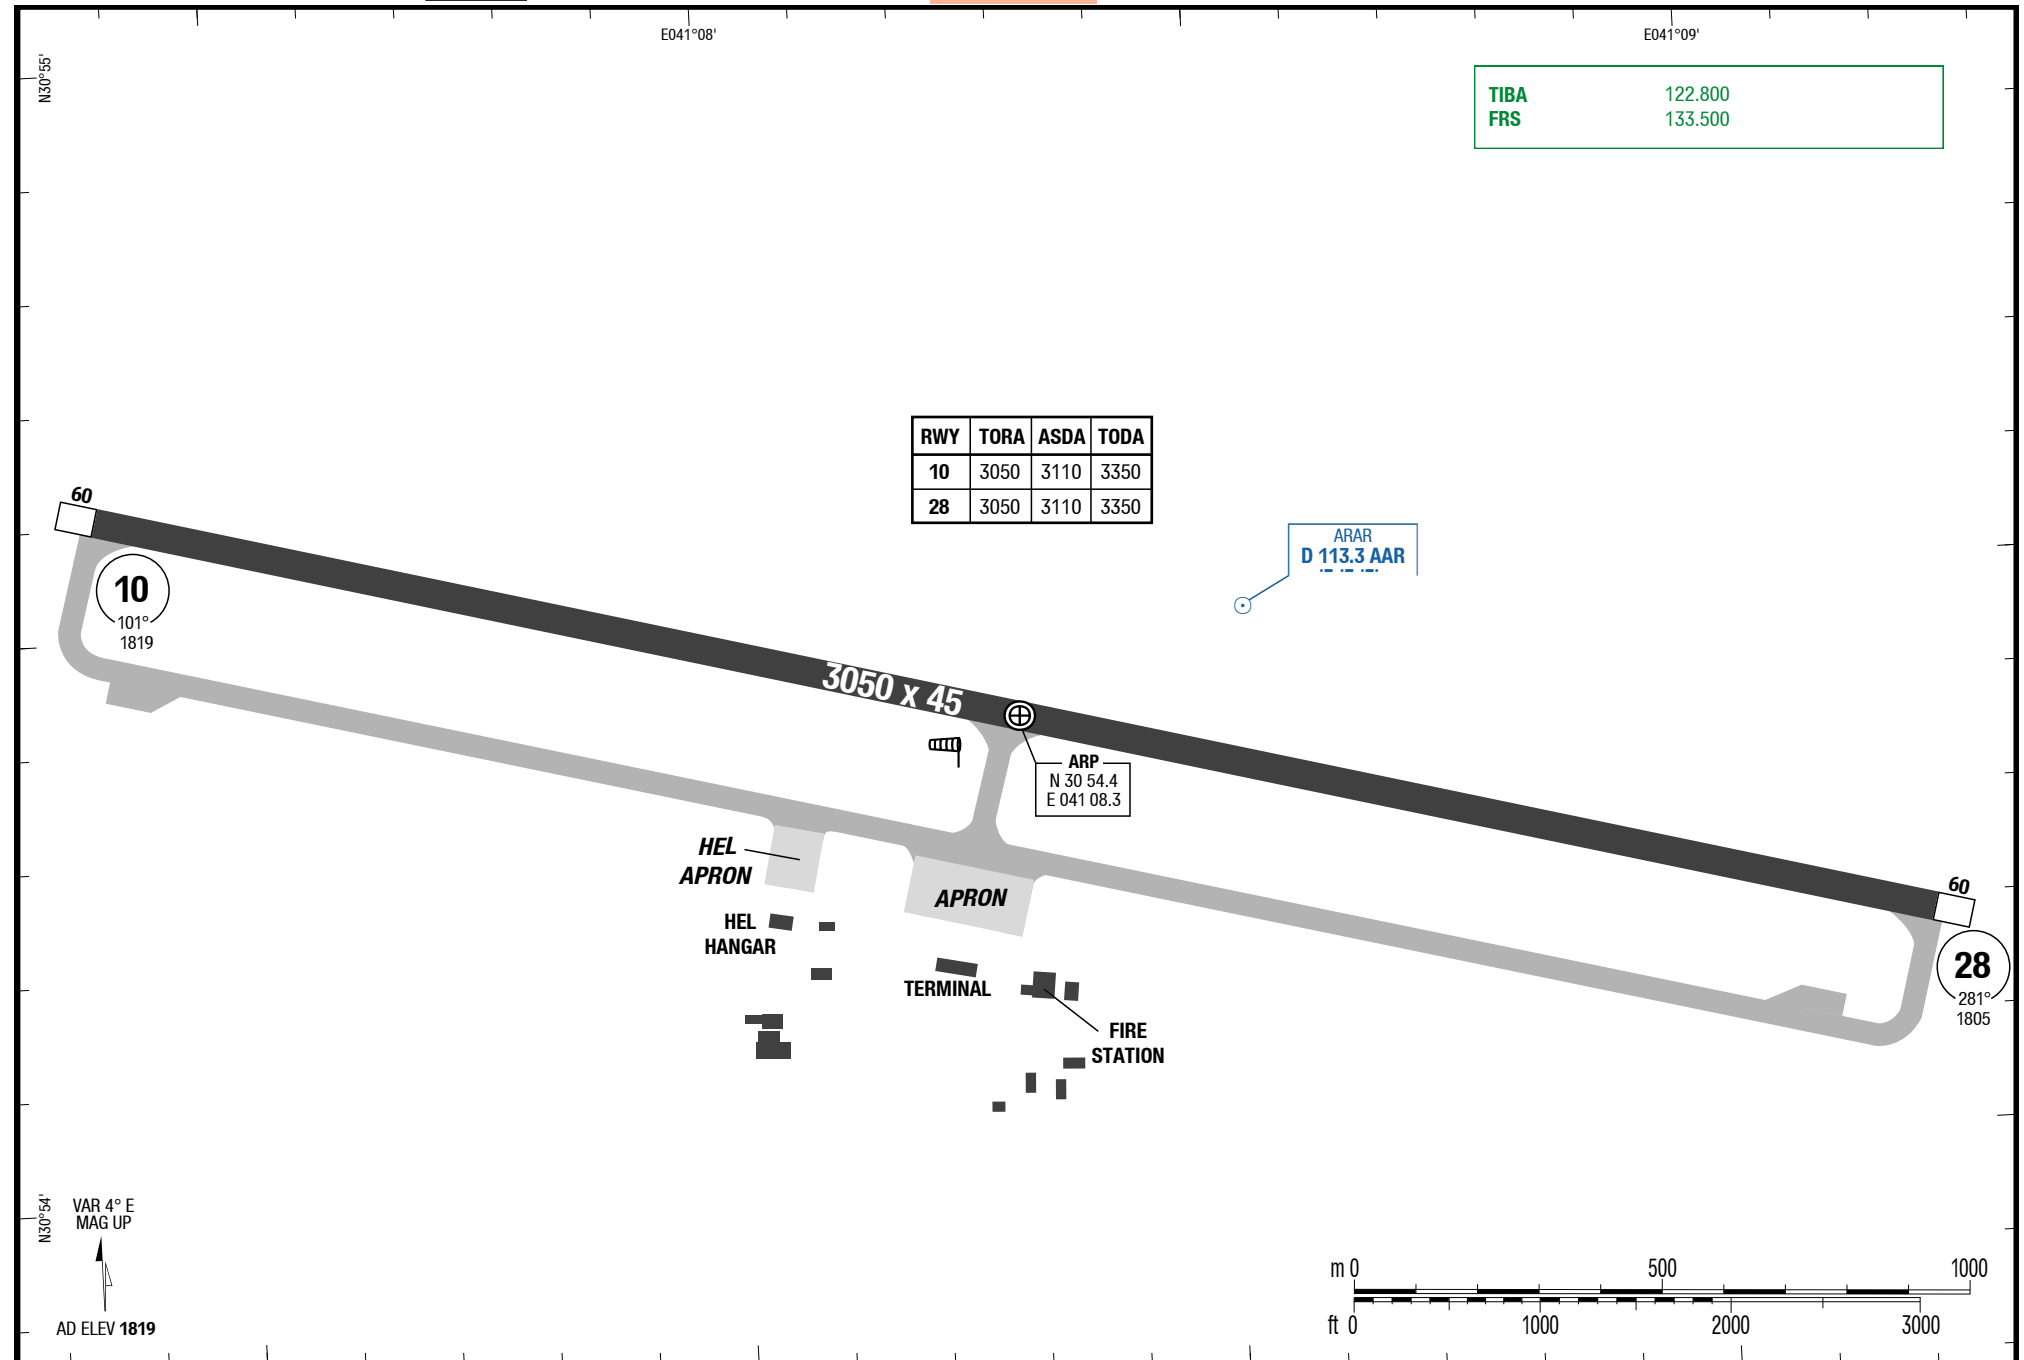 E041°08'
E041°09'
N30°55'
TIBA 122.800
FRS 133.500
RWY TORA ASDA TODA
10 3050 3110 3350
28 3050 3110 3350
60
ARAR
D 113.3 AAR
10
101°
1819
3050 x 45
ARP
N 30 54.4
E 041 08.3
HEL
APRON
APRON
60
HEL
HANGAR
TERMINAL
28
281°
1805
FIRE
STATION
N30°54'
VAR 4° E
MAG UP
AD ELEV 1819
m 0 500 1000
ft 0 1000 2000 3000